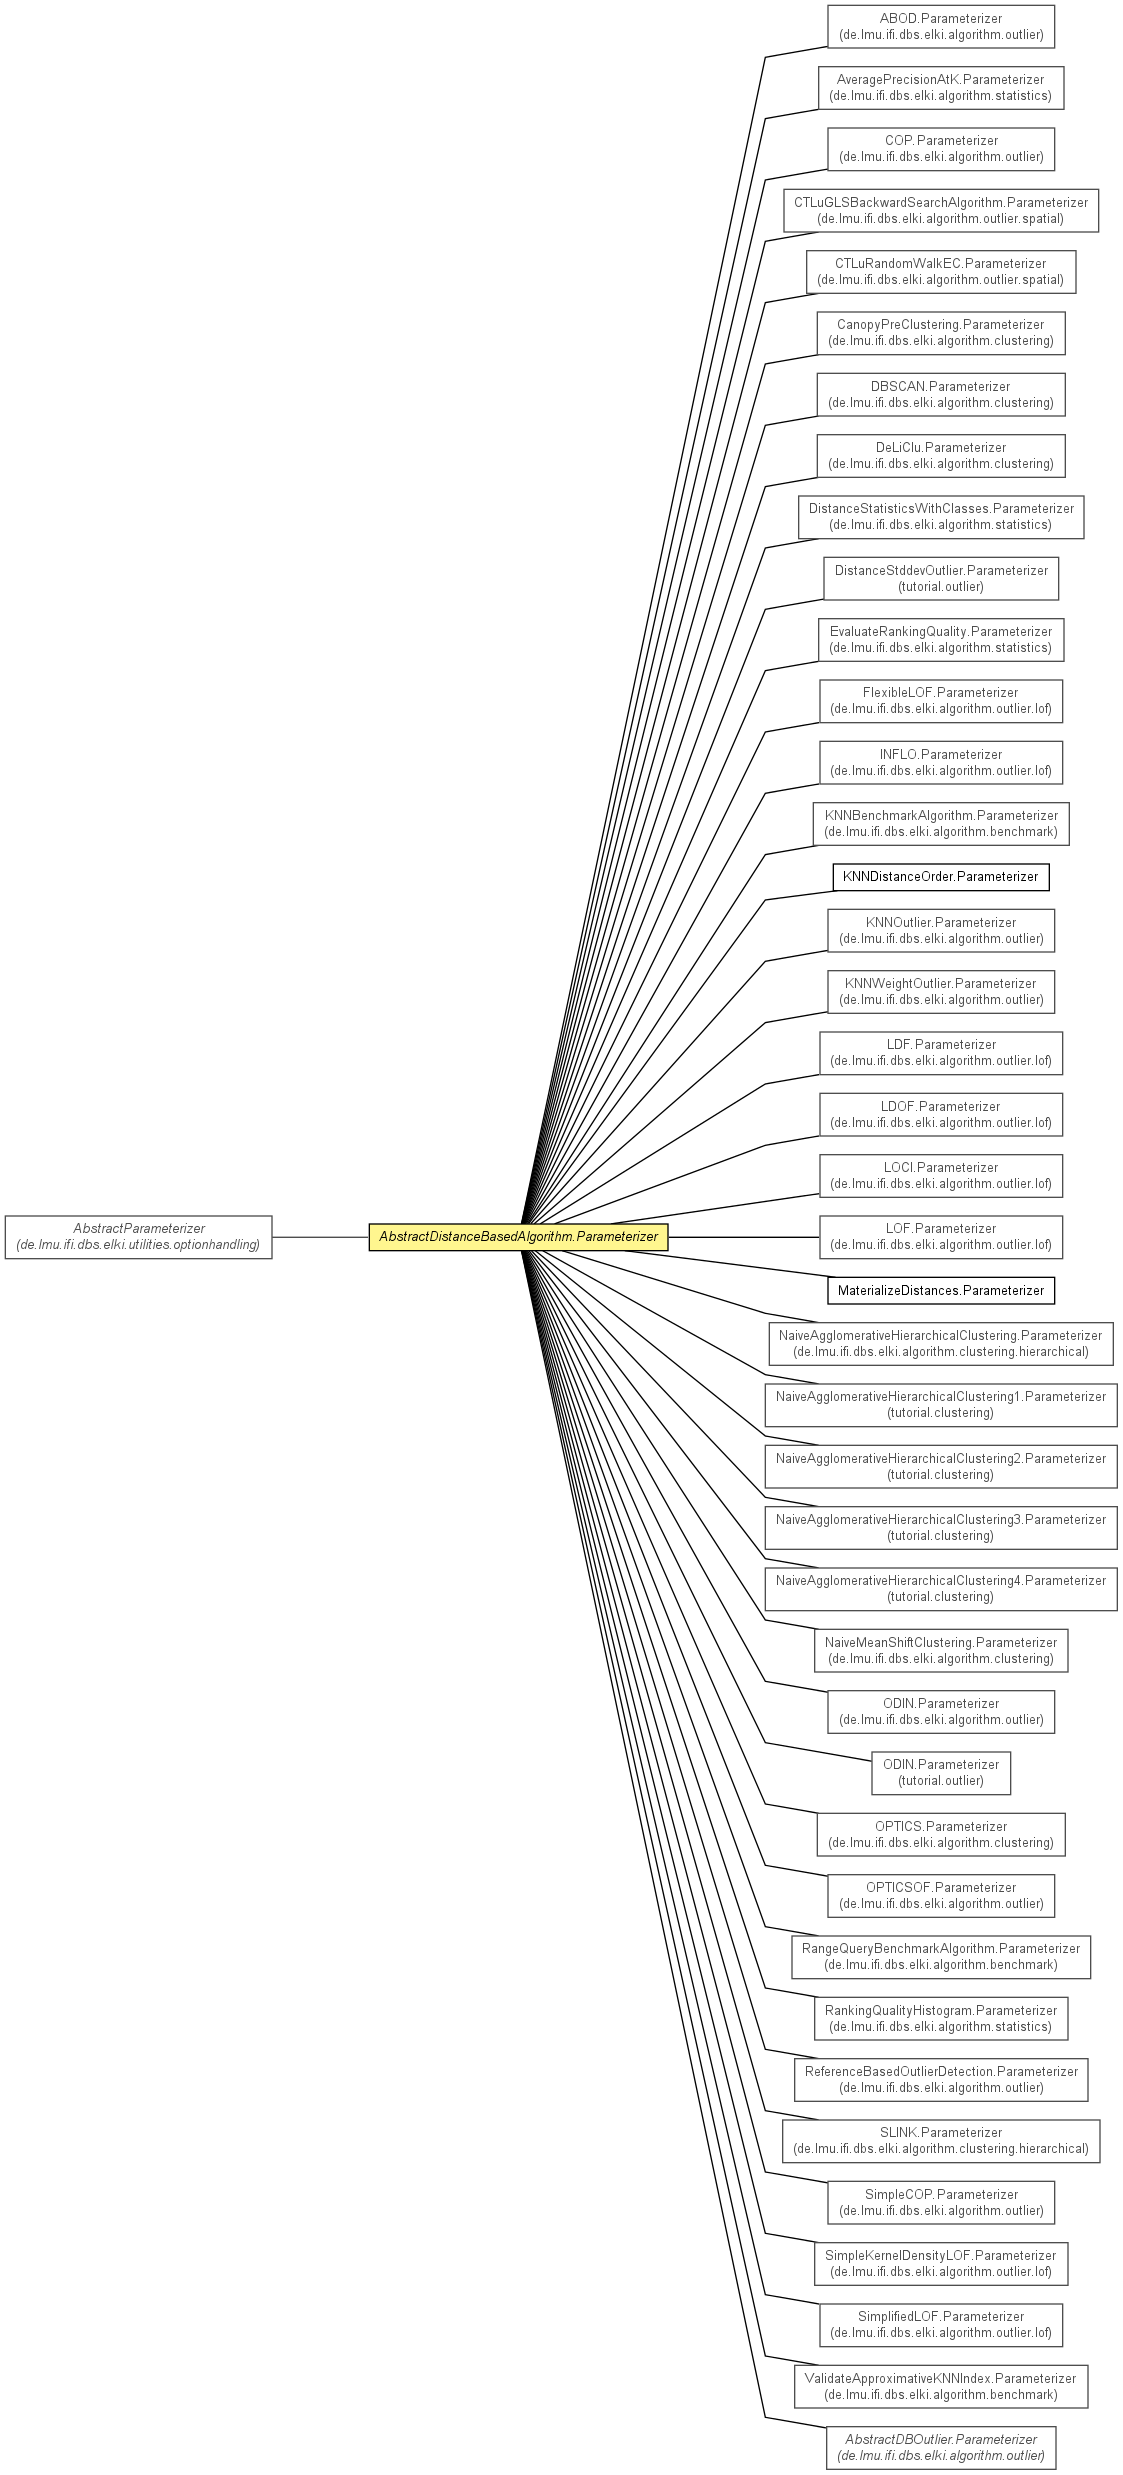 AbstractParameterizer
(de.lmu.ifi.dbs.elki.utilities.optionhandling)
AbstractDistanceBasedAlgorithm.Parameterizer
ABOD.Parameterizer
(de.lmu.ifi.dbs.elki.algorithm.outlier)
AveragePrecisionAtK.Parameterizer
(de.lmu.ifi.dbs.elki.algorithm.statistics)
COP.Parameterizer
(de.lmu.ifi.dbs.elki.algorithm.outlier)
CTLuGLSBackwardSearchAlgorithm.Parameterizer
(de.lmu.ifi.dbs.elki.algorithm.outlier.spatial)
CTLuRandomWalkEC.Parameterizer
(de.lmu.ifi.dbs.elki.algorithm.outlier.spatial)
CanopyPreClustering.Parameterizer
(de.lmu.ifi.dbs.elki.algorithm.clustering)
DBSCAN.Parameterizer
(de.lmu.ifi.dbs.elki.algorithm.clustering)
DeLiClu.Parameterizer
(de.lmu.ifi.dbs.elki.algorithm.clustering)
DistanceStatisticsWithClasses.Parameterizer
(de.lmu.ifi.dbs.elki.algorithm.statistics)
DistanceStddevOutlier.Parameterizer
(tutorial.outlier)
EvaluateRankingQuality.Parameterizer
(de.lmu.ifi.dbs.elki.algorithm.statistics)
FlexibleLOF.Parameterizer
(de.lmu.ifi.dbs.elki.algorithm.outlier.lof)
INFLO.Parameterizer
(de.lmu.ifi.dbs.elki.algorithm.outlier.lof)
KNNBenchmarkAlgorithm.Parameterizer
(de.lmu.ifi.dbs.elki.algorithm.benchmark)
KNNDistanceOrder.Parameterizer
KNNOutlier.Parameterizer
(de.lmu.ifi.dbs.elki.algorithm.outlier)
KNNWeightOutlier.Parameterizer
(de.lmu.ifi.dbs.elki.algorithm.outlier)
LDF.Parameterizer
(de.lmu.ifi.dbs.elki.algorithm.outlier.lof)
LDOF.Parameterizer
(de.lmu.ifi.dbs.elki.algorithm.outlier.lof)
LOCI.Parameterizer
(de.lmu.ifi.dbs.elki.algorithm.outlier.lof)
LOF.Parameterizer
(de.lmu.ifi.dbs.elki.algorithm.outlier.lof)
MaterializeDistances.Parameterizer
NaiveAgglomerativeHierarchicalClustering.Parameterizer
(de.lmu.ifi.dbs.elki.algorithm.clustering.hierarchical)
NaiveAgglomerativeHierarchicalClustering1.Parameterizer
(tutorial.clustering)
NaiveAgglomerativeHierarchicalClustering2.Parameterizer
(tutorial.clustering)
NaiveAgglomerativeHierarchicalClustering3.Parameterizer
(tutorial.clustering)
NaiveAgglomerativeHierarchicalClustering4.Parameterizer
(tutorial.clustering)
NaiveMeanShiftClustering.Parameterizer
(de.lmu.ifi.dbs.elki.algorithm.clustering)
ODIN.Parameterizer
(de.lmu.ifi.dbs.elki.algorithm.outlier)
ODIN.Parameterizer
(tutorial.outlier)
OPTICS.Parameterizer
(de.lmu.ifi.dbs.elki.algorithm.clustering)
OPTICSOF.Parameterizer
(de.lmu.ifi.dbs.elki.algorithm.outlier)
RangeQueryBenchmarkAlgorithm.Parameterizer
(de.lmu.ifi.dbs.elki.algorithm.benchmark)
RankingQualityHistogram.Parameterizer
(de.lmu.ifi.dbs.elki.algorithm.statistics)
ReferenceBasedOutlierDetection.Parameterizer
(de.lmu.ifi.dbs.elki.algorithm.outlier)
SLINK.Parameterizer
(de.lmu.ifi.dbs.elki.algorithm.clustering.hierarchical)
SimpleCOP.Parameterizer
(de.lmu.ifi.dbs.elki.algorithm.outlier)
SimpleKernelDensityLOF.Parameterizer
(de.lmu.ifi.dbs.elki.algorithm.outlier.lof)
SimplifiedLOF.Parameterizer
(de.lmu.ifi.dbs.elki.algorithm.outlier.lof)
ValidateApproximativeKNNIndex.Parameterizer
(de.lmu.ifi.dbs.elki.algorithm.benchmark)
AbstractDBOutlier.Parameterizer
(de.lmu.ifi.dbs.elki.algorithm.outlier)